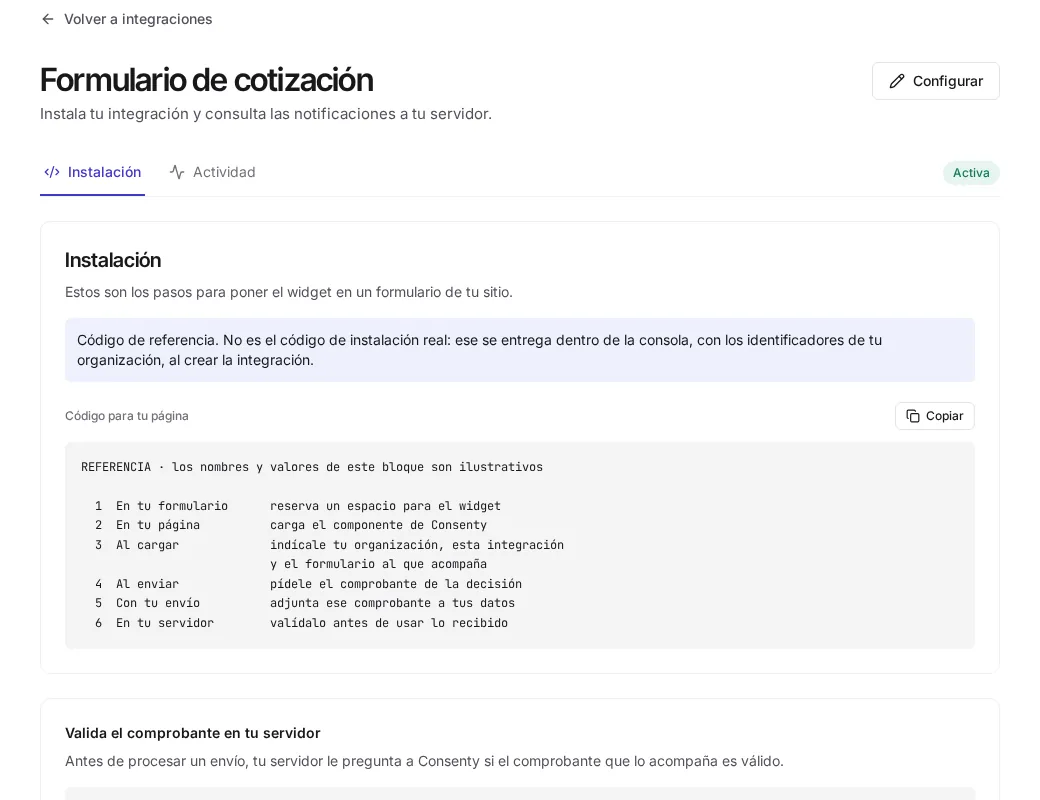 Volver a integraciones
Formulario de cotización
Configurar
Instala tu integración y consulta las notificaciones a tu servidor.
</> Instalación
Actividad
Activa
Instalación
Estos son los pasos para poner el widget en un formulario de tu sitio.
Código de referencia. No es el código de instalación real: ese se entrega dentro de la consola, con los identificadores de tu
organización, al crear la integración.
Código para tu página
Copiar
REFERENCIA · los nombres y valores de este bloque son ilustrativos
1 En tu formulario reserva un espacio para el widget
2 En tu página carga el componente de Consenty
3 Al cargar indícale tu organización, esta integración
y el formulario al que acompaña
4 Al enviar pídele el comprobante de la decisión
5 Con tu envío adjunta ese comprobante a tus datos
6 En tu servidor valídalo antes de usar lo recibido
Valida el comprobante en tu servidor
Antes de procesar un envío, tu servidor le pregunta a Consenty si el comprobante que lo acompaña es válido.